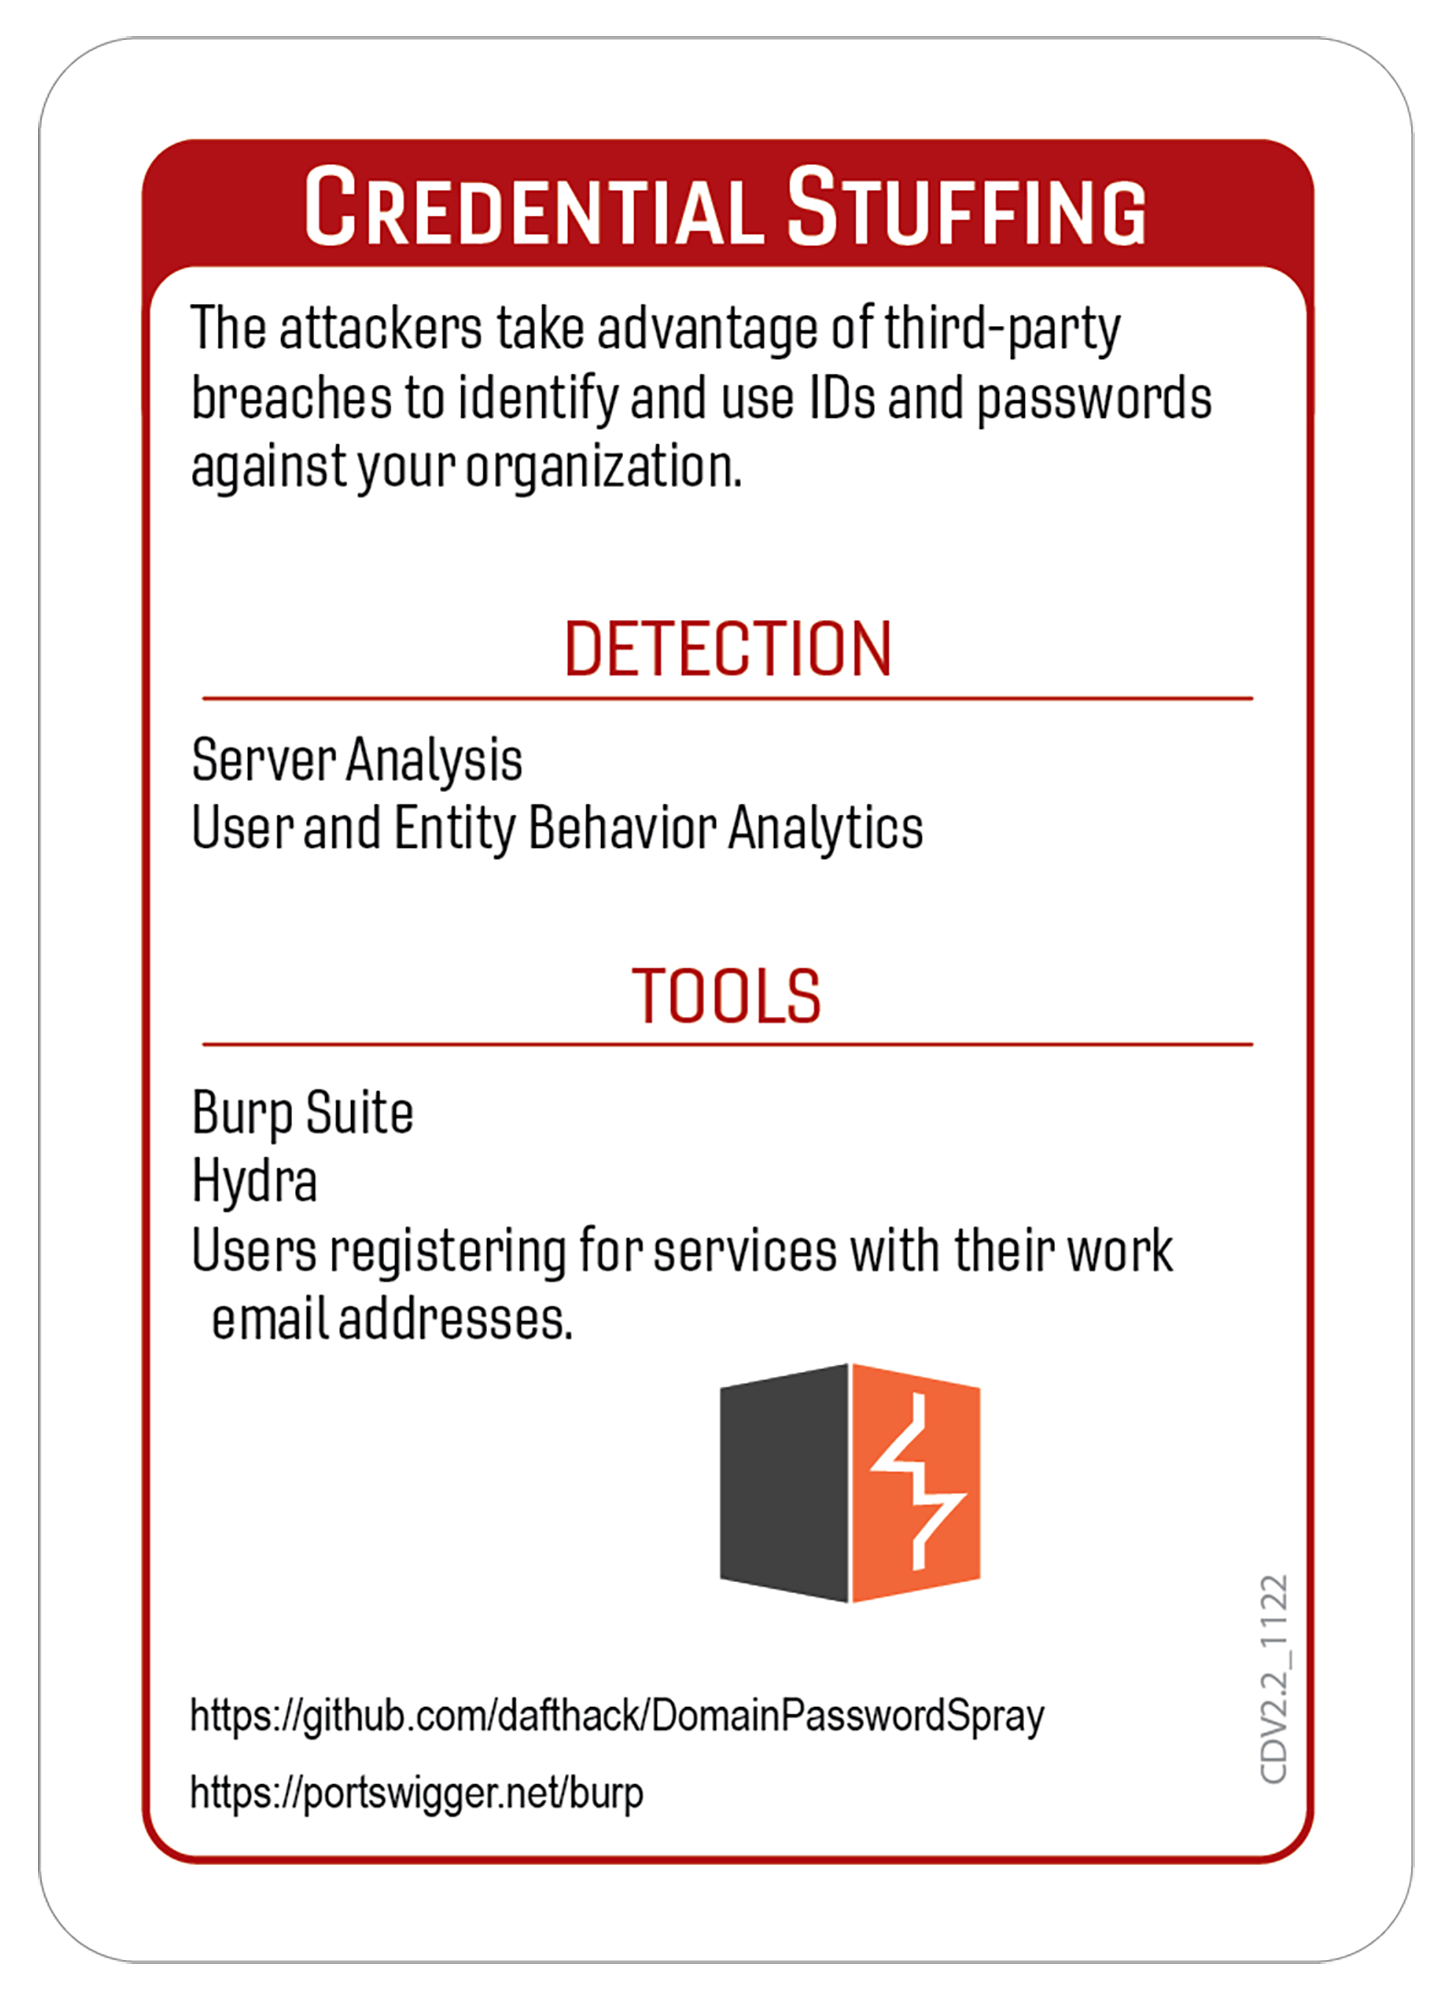 CREDENTIAL STUFFING
The attackers take advantage of third-party
breaches to identify and use IDs and passwords
against your organization.
DETECTION
Server Analysis
User and Entity Behavior Analytics
TOOLS
Burp Suite
Hydra
Users registering for services with their work
email addresses.
https://github.com/dafthack/DomainPasswordSpray
https://portswigger.net/burp
CDV2.2_1122